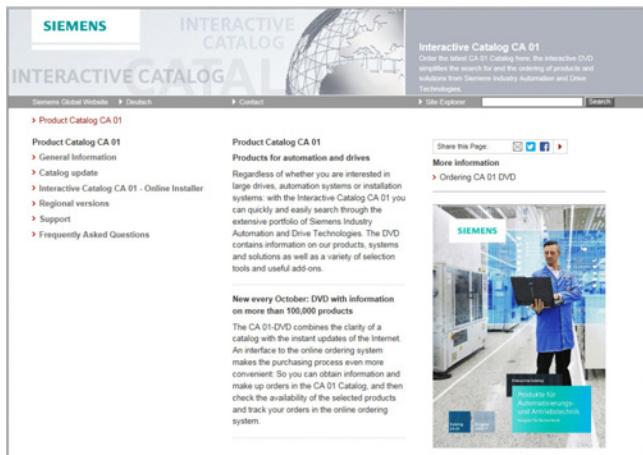 SIEMENS
INTERACTIVE
CATALOG
CATALOG
INTERACTIVE CATALOG
Interactive Catalog CA 01
Order the latest CA 01 Catalog here: the interactive DVD
simplifies the search for and the ordering of products and
solutions from Siemens Industry Automation and Drive
Technologies.
Siemens Global Website
Deutsch
Contact
Site Explorer
Search
Product Catalog CA 01
Product Catalog CA 01
General Information
Catalog update
Interactive Catalog CA 01 - Online Installer
Regional versions
Support
Frequently Asked Questions
Product Catalog CA 01
Products for automation and drives
Regardless of whether you are interested in
large drives, automation systems or installation
systems: with the Interactive Catalog CA 01 you
can quickly and easily search through the
extensive portfolio of Siemens Industry
Automation and Drive Technologies. The DVD
contains information on our products, systems
and solutions as well as a variety of selection
tools and useful add-ons.
New every October: DVD with information
on more than 100,000 products
The CA 01-DVD combines the clarity of a
catalog with the instant updates of the Internet.
An interface to the online ordering system
makes the purchasing process even more
convenient: So you can obtain information and
make up orders in the CA 01 Catalog, and then
check the availability of the selected products
and track your orders in the online ordering
system.
Share this Page:
More information
Ordering CA 01 DVD
SIEMENS
Produkte für
Automatisierungs-
und Antriebstechnik